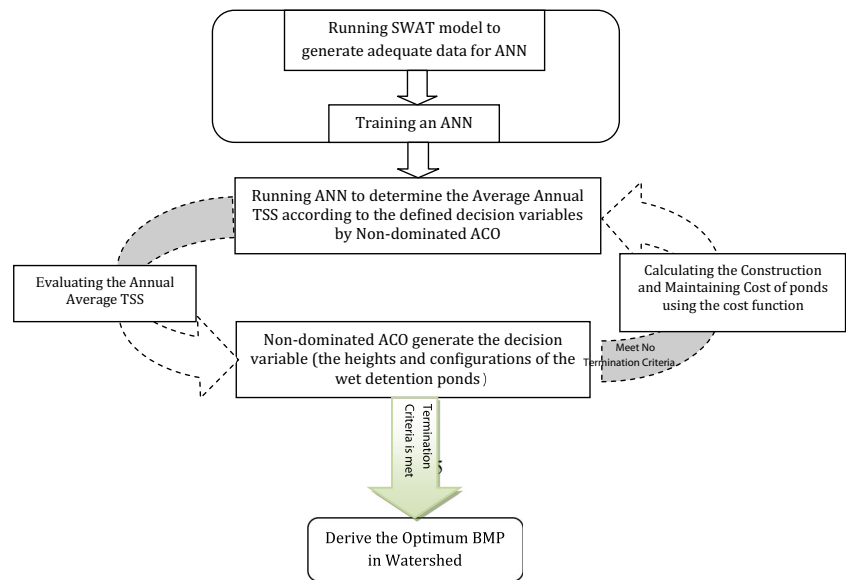 Running SWAT model to
generate adequate data for ANN
Training an ANN
Running ANN to determine the Average Annual
TSS according to the defined decision variables
by Non-dominated ACO
Evaluating the Annual
Average TSS
Calculating the Construction
and Maintaining Cost of ponds
using the cost function
Non-dominated ACO generate the decision
variable (the heights and configurations of the
wet detention ponds)
Meet No
Termination Criteria
Termination
Criteria is met
Derive the Optimum BMP
in Watershed